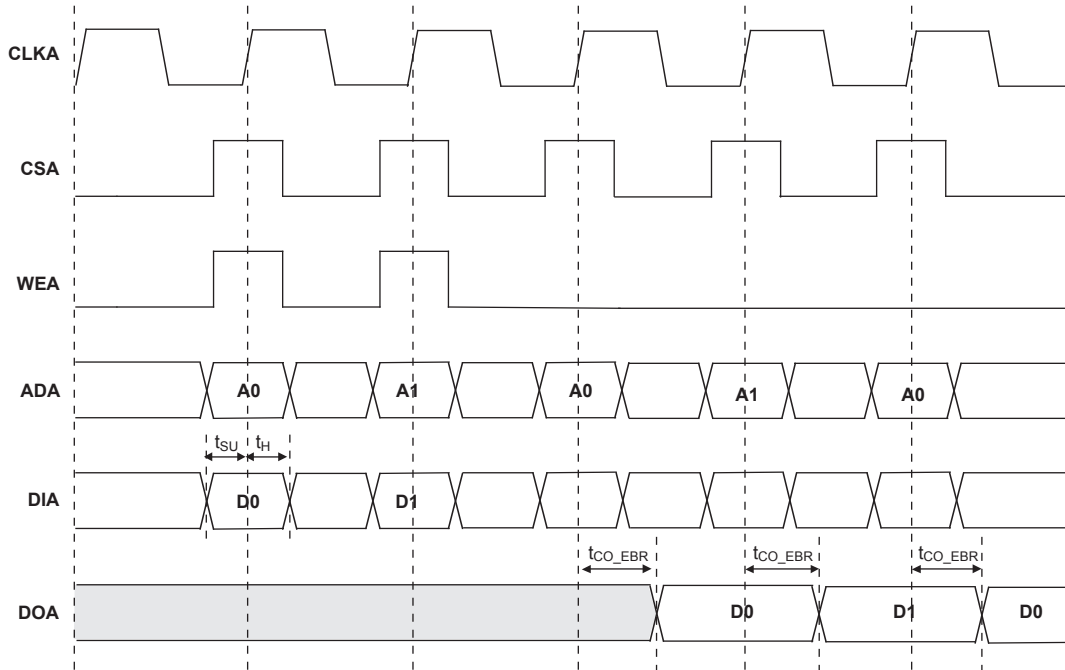 CLKA
CSA
WEA
ADA A0 A1 A0 A1 A0
tSU tH
DIA D0 D1
tCO_EBR tCO_EBR tCO_EBR
DOA D0 D1 D0